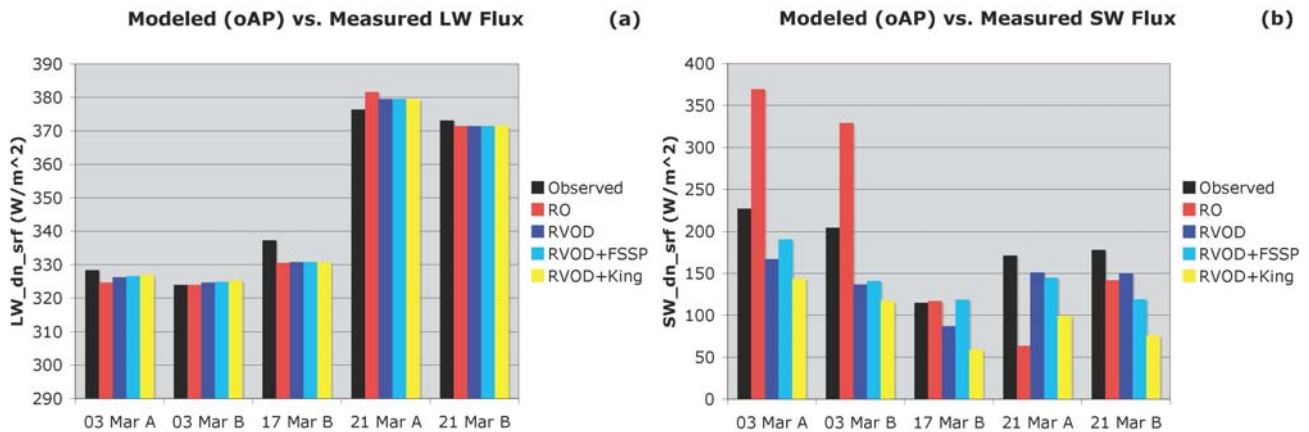 Modeled (oAP) vs. Measured LW Flux (a)
LW_dn_srf (W/m^2)
390
380
370
360
350
340
330
320
310
300
290
03 Mar A 03 Mar B 17 Mar B 21 Mar A 21 Mar B
Observed
RO
RVOD
RVOD+FSSP
RVOD+King
Modeled (oAP) vs. Measured SW Flux (b)
SW_dn_srf (W/m^2)
400
350
300
250
200
150
100
50
0
03 Mar A 03 Mar B 17 Mar B 21 Mar A 21 Mar B
Observed
RO
RVOD
RVOD+FSSP
RVOD+King